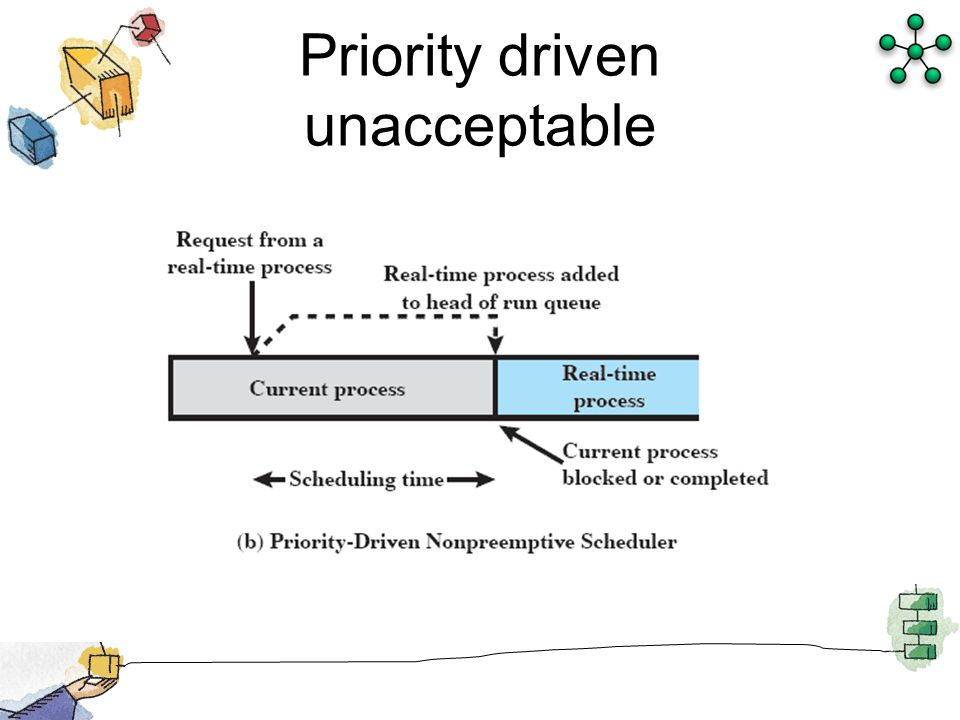 Priority driven
unacceptable
Request from a
real-time process
Real-time process added
to head of run queue
Current process
Real-time
process
Current process
blocked or completed
Scheduling time
(b) Priority-Driven Nonpreemptive Scheduler